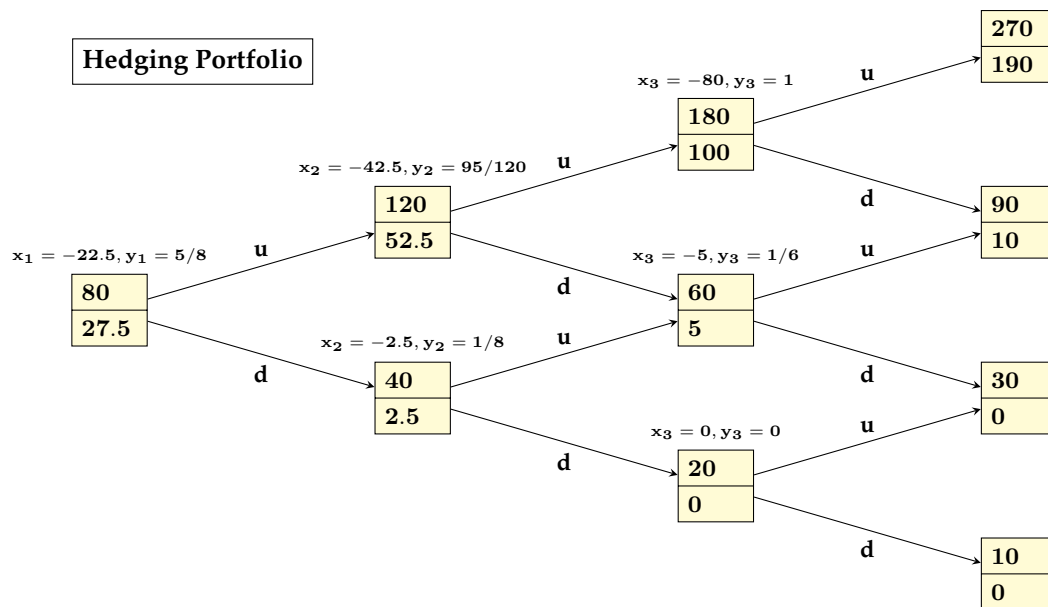 Hedging Portfolio
270
190
u
x₃ = −80, y₃ = 1
180
100
x₂ = −42.5, y₂ = 95/120
u
d
120
52.5
90
10
x₁ = −22.5, y₁ = 5/8
u
x₃ = −5, y₃ = 1/6
u
d
80
27.5
60
5
x₂ = −2.5, y₂ = 1/8
u
d
d
40
2.5
30
0
x₃ = 0, y₃ = 0
u
d
20
0
d
10
0